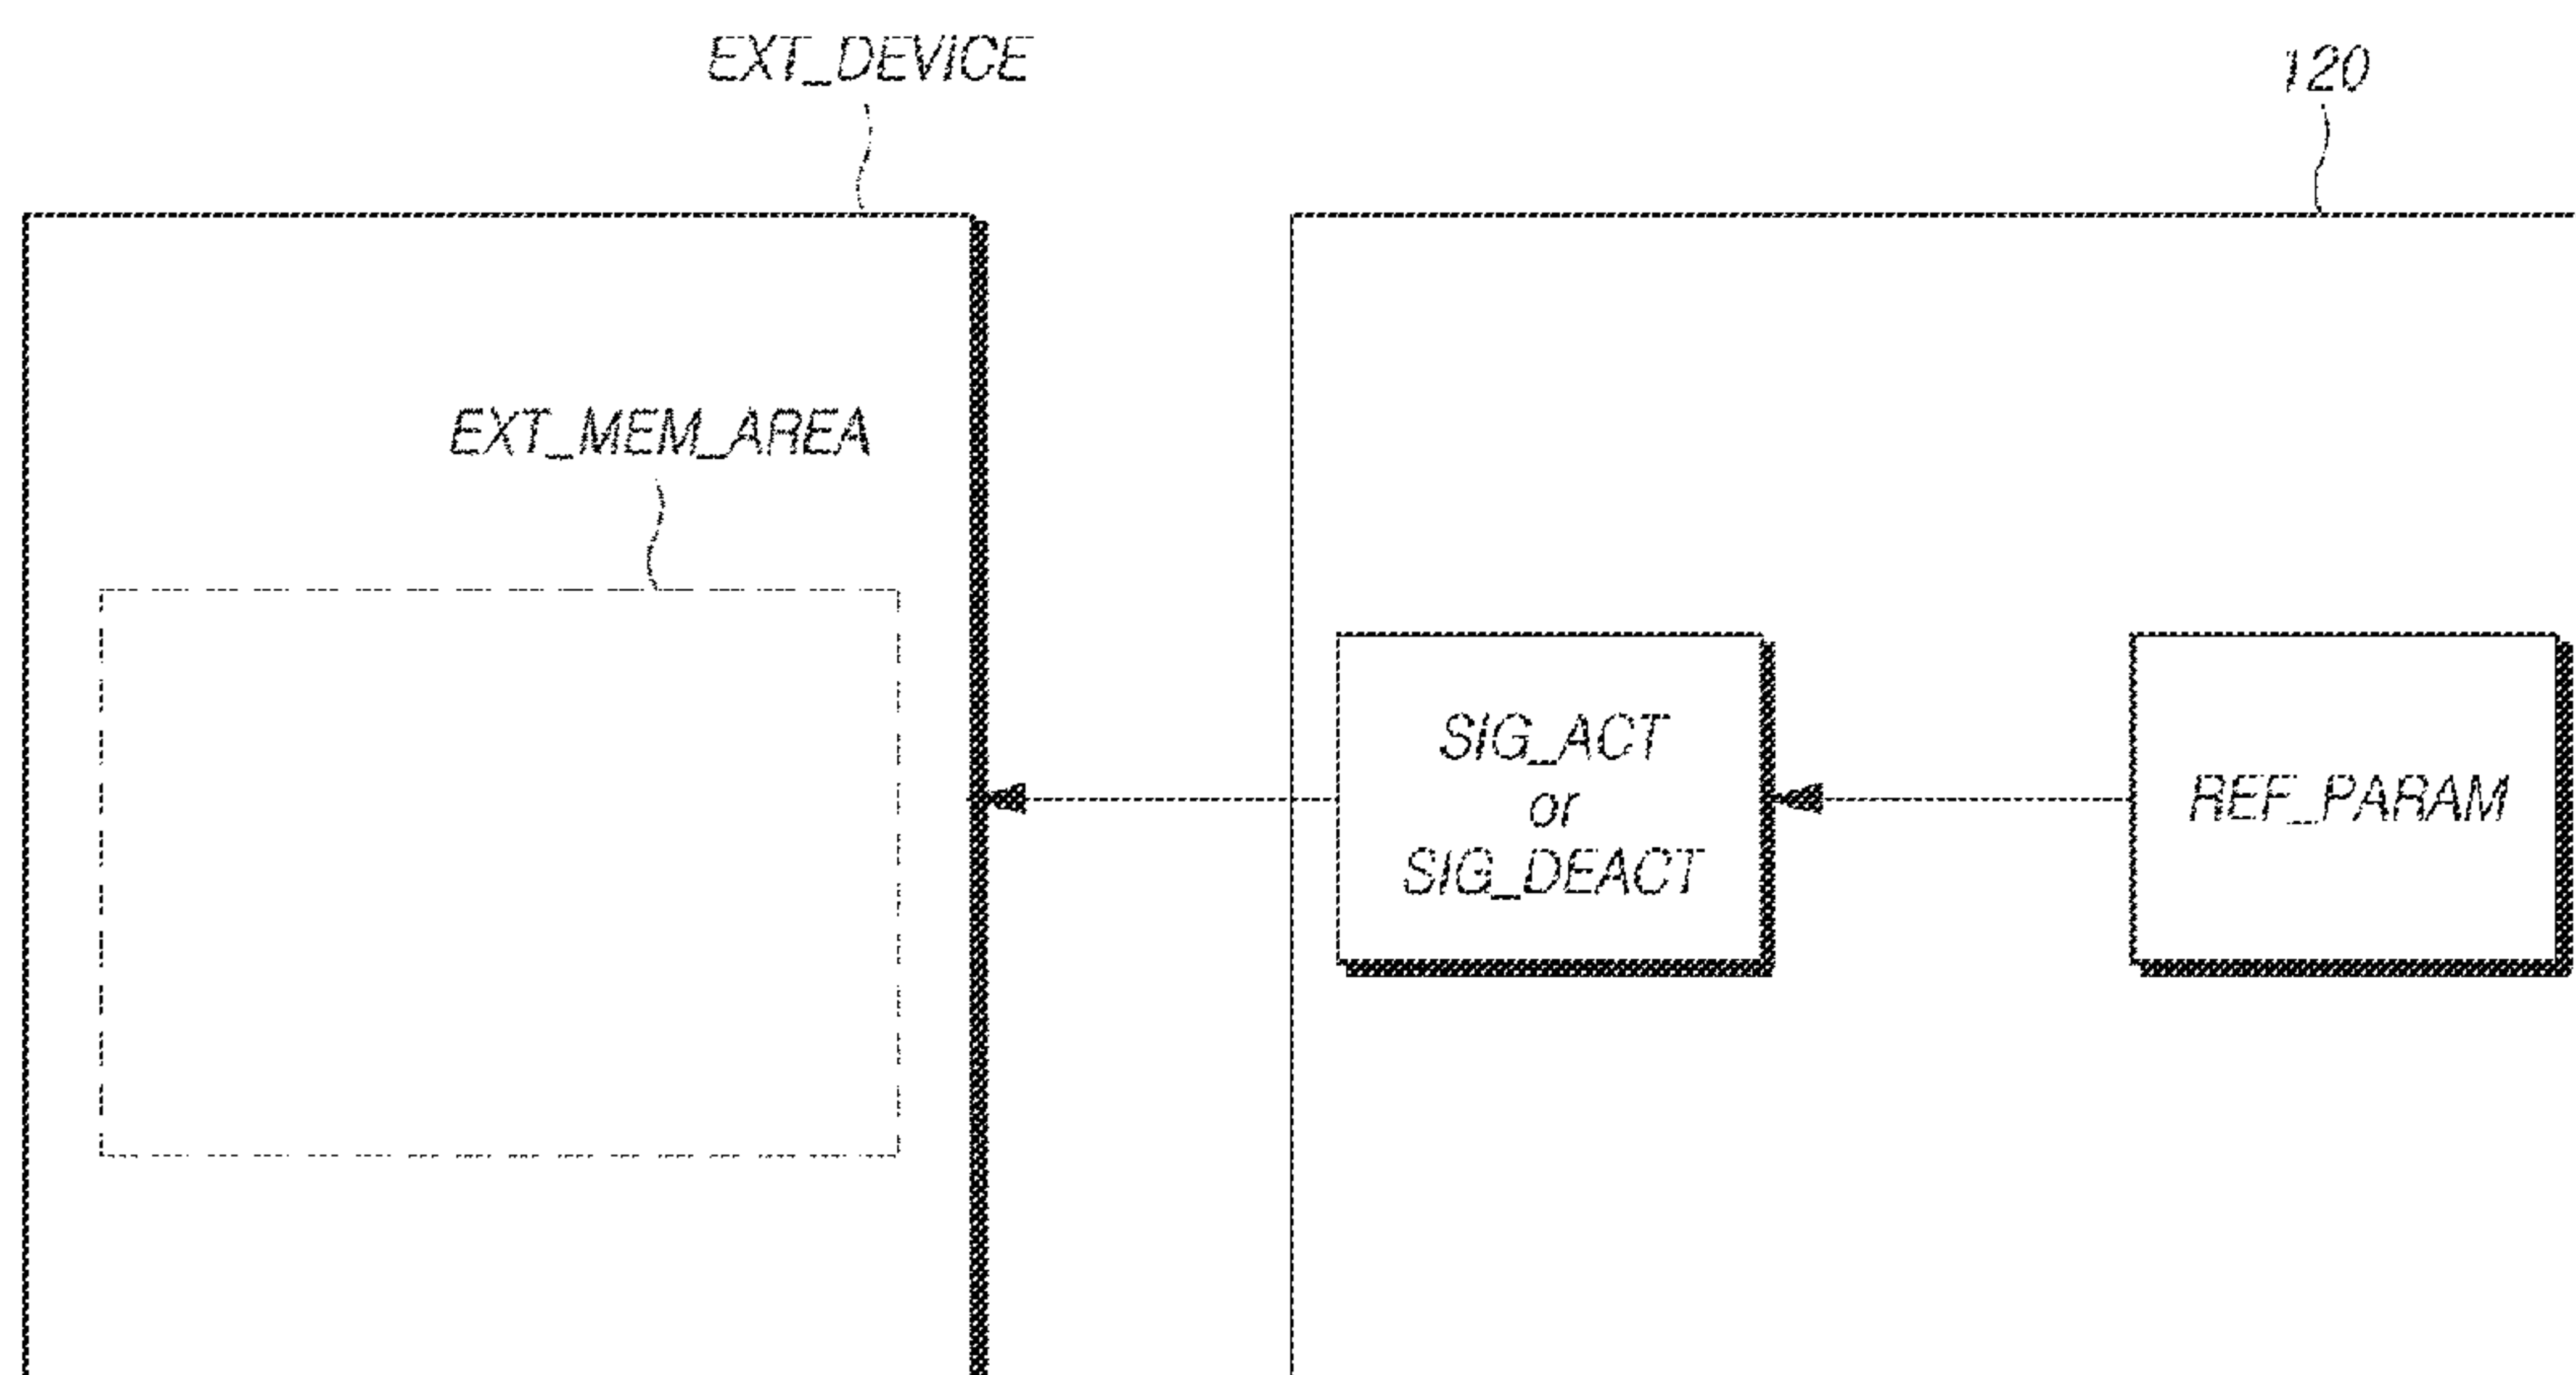 EXT_DEVICE
120
EXT_MEM_AREA
SIG_ACT
or
SIG_DEACT
REF_PARAM